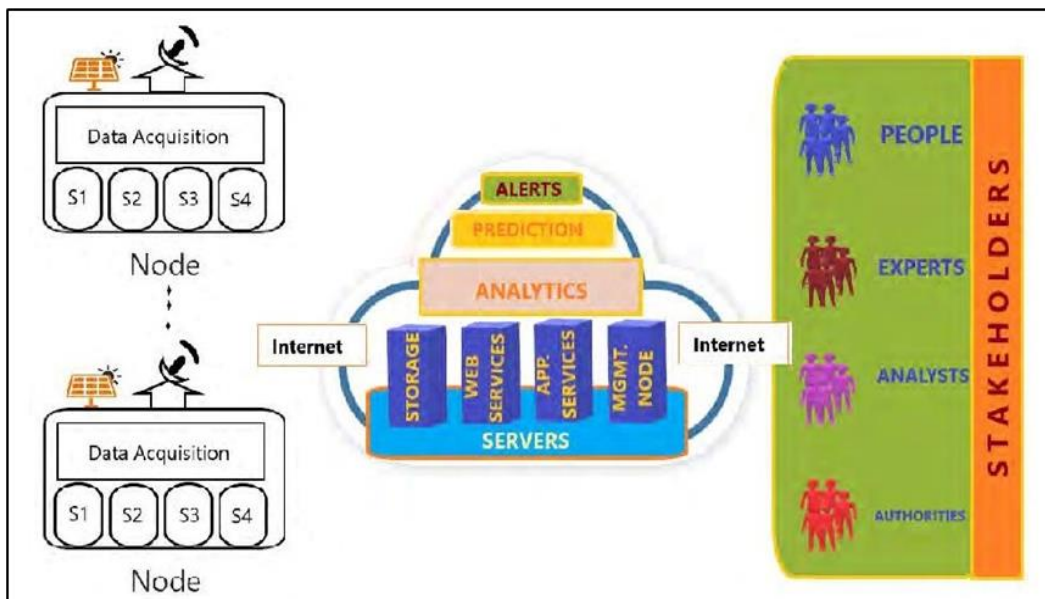 Data Acquisition
S1 S2 S3 S4
Node
Data Acquisition
S1 S2 S3 S4
Node
Internet
ALERTS
PREDICTION
ANALYTICS
STORAGE
WEB
SERVICES
APP.
SERVICES
MGMT.
NODE
SERVERS
Internet
PEOPLE
EXPERTS
ANALYSTS
AUTHORITIES
STAKEHOLDERS